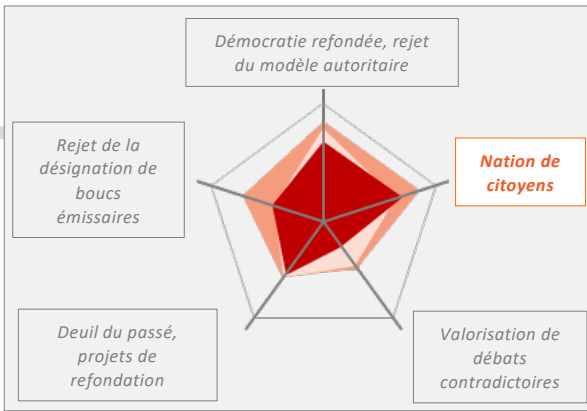 Démocratie refondée, rejet
du modèle autoritaire
Rejet de la
désignation de
boucs
émissaires
Nation de
citoyens
Deuil du passé,
projets de
refondation
Valorisation de
débats
contradictoires